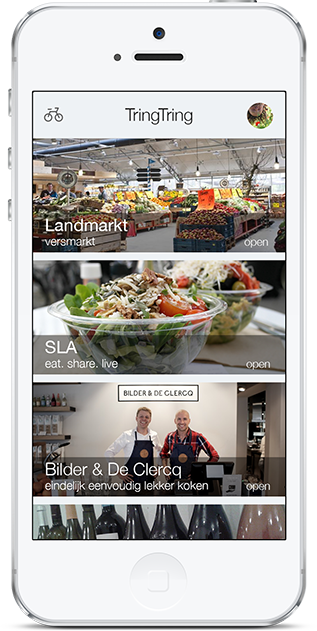 TringTring
Landmarkt
versmarkt
open
SLA
eat. share. live
open
BILDER & DE CLERCQ
Bilder & De Clercq
eindelijk eenvoudig lekker koken
open